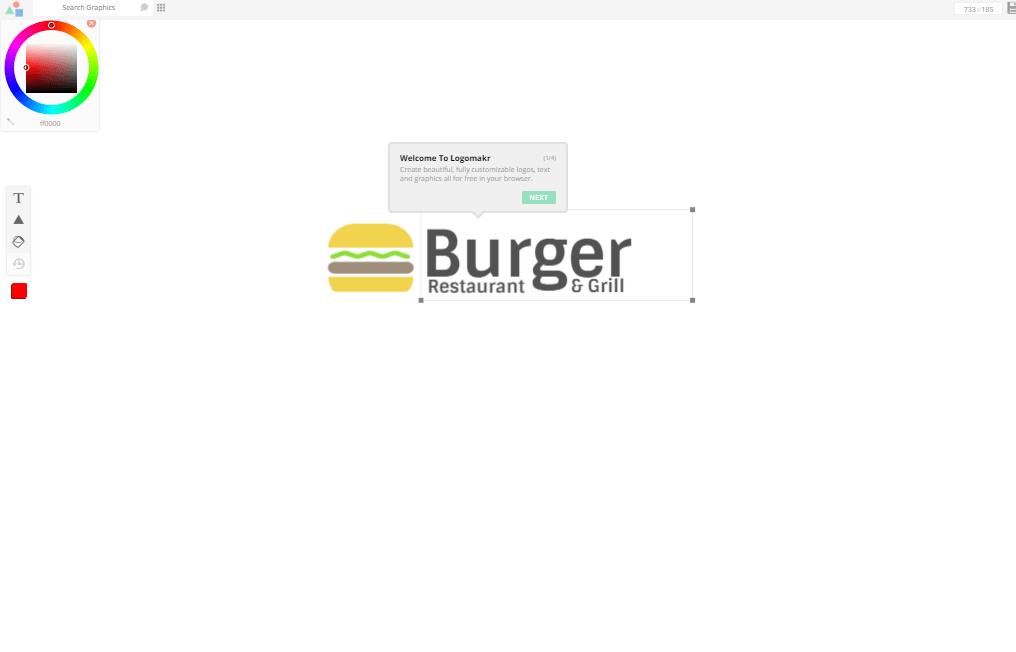 Search Graphics
733 x 185
ff0000
Welcome To Logomakr (1/4)
Create beautiful, fully customizable logos, text
and graphics all for free in your browser.
NEXT
T
Burger
Restaurant & Grill